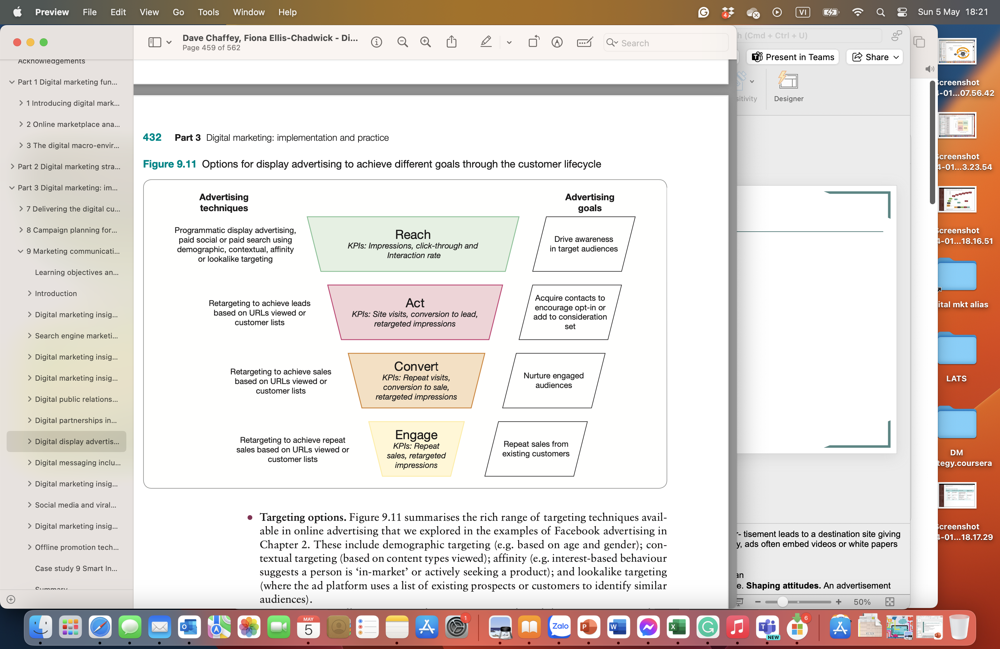 Preview File Edit View Go Tools Window Help
4
VI
Sun 5 May 18:21
Dave Chaffey, Fiona Ellis-Chadwick - Di...
Page 459 of 562
Search
(Cmd + Ctrl + U)
Present in Teams
Share
Designer
Acknowledgements
Part 1 Digital marketing fun...
1 Introducing digital mark...
2 Online marketplace ana...
3 The digital macro-envir...
Part 2 Digital marketing stra...
Part 3 Digital marketing: im...
7 Delivering the digital cu...
8 Campaign planning for...
9 Marketing communicati...
Learning objectives an...
Introduction
Digital marketing insig...
Search engine marketi...
Digital marketing insig...
Digital marketing insig...
Digital public relations...
Digital partnerships in...
Digital display advertis...
Digital messaging inclu...
Digital marketing insig...
Social media and viral...
Digital marketing insig...
Offline promotion tech...
Case study 9 Smart In...
Summary
432 Part 3 Digital marketing: implementation and practice
Figure 9.11 Options for display advertising to achieve different goals through the customer lifecycle
Advertising
techniques
Advertising
goals
Programmatic display advertising,
paid social or paid search using
demographic, contextual, affinity
or lookalike targeting
Reach
KPIs: Impressions, click-through and
Interaction rate
Drive awareness
in target audiences
Retargeting to achieve leads
based on URLs viewed or
customer lists
Act
KPIs: Site visits, conversion to lead,
retargeted impressions
Acquire contacts to
encourage opt-in or
add to consideration
set
Retargeting to achieve sales
based on URLs viewed or
customer lists
Convert
KPIs: Repeat visits,
conversion to sale,
retargeted impressions
Nurture engaged
audiences
Retargeting to achieve repeat
sales based on URLs viewed or
customer lists
Engage
KPIs: Repeat
sales, retargeted
impressions
Repeat sales from
existing customers
• Targeting options. Figure 9.11 summarises the rich range of targeting techniques avail-
able in online advertising that we explored in the examples of Facebook advertising in
Chapter 2. These include demographic targeting (e.g. based on age and gender); con-
textual targeting (based on content types viewed); affinity (e.g. interest-based behaviour
suggests a person is ‘in-market’ or actively seeking a product); and lookalike targeting
(where the ad platform uses a list of existing prospects or customers to identify similar
audiences).
tisement leads to a destination site giving
ads often embed videos or white papers
Shaping attitudes. An advertisement
50%
Screenshot
4-01...07.56.42
Screenshot
4-01...3.23.54
Screenshot
4-01...18.16.51
ital mkt alias
LATS
DM
tegy.coursera
Screenshot
4-01...18.17.29
MAY
5
1
Zalo
NEW
6
XLSX